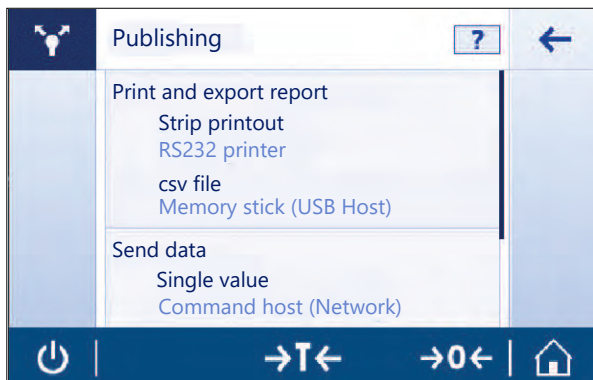 Publishing
?
Print and export report
Strip printout
RS232 printer
csv file
Memory stick (USB Host)
Send data
Single value
Command host (Network)
→T← →0←